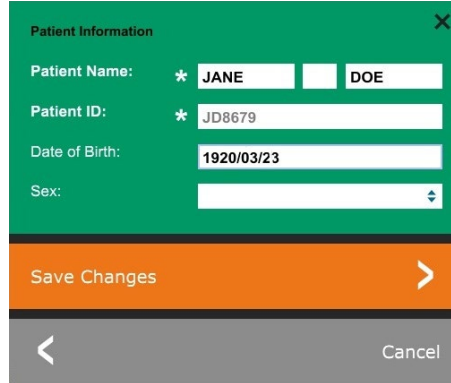 Patient Information
Patient Name: * JANE DOE
Patient ID: * JD8679
Date of Birth: 1920/03/23
Sex:
Save Changes
Cancel